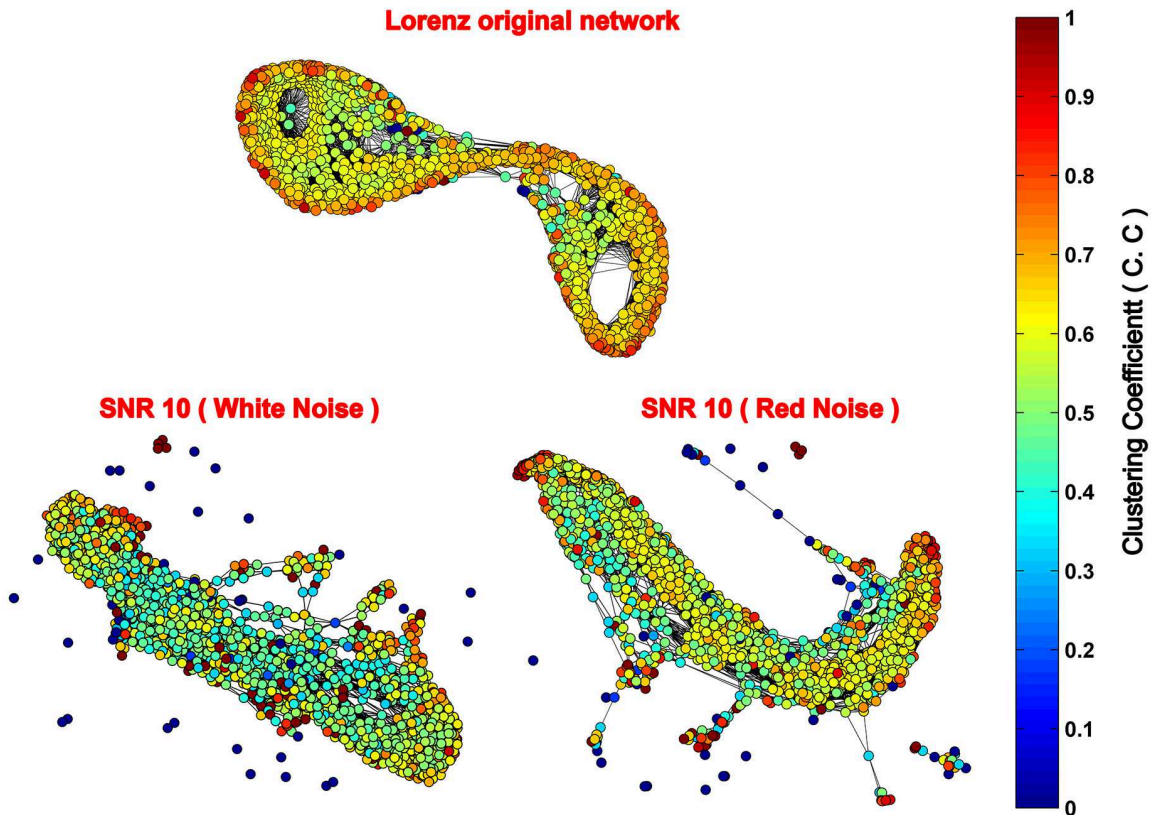 Lorenz original network
SNR 10 ( White Noise )
SNR 10 ( Red Noise )
1
0.9
0.8
0.7
0.6
0.5
0.4
0.3
0.2
0.1
0
Clustering Coefficientt ( C. C )